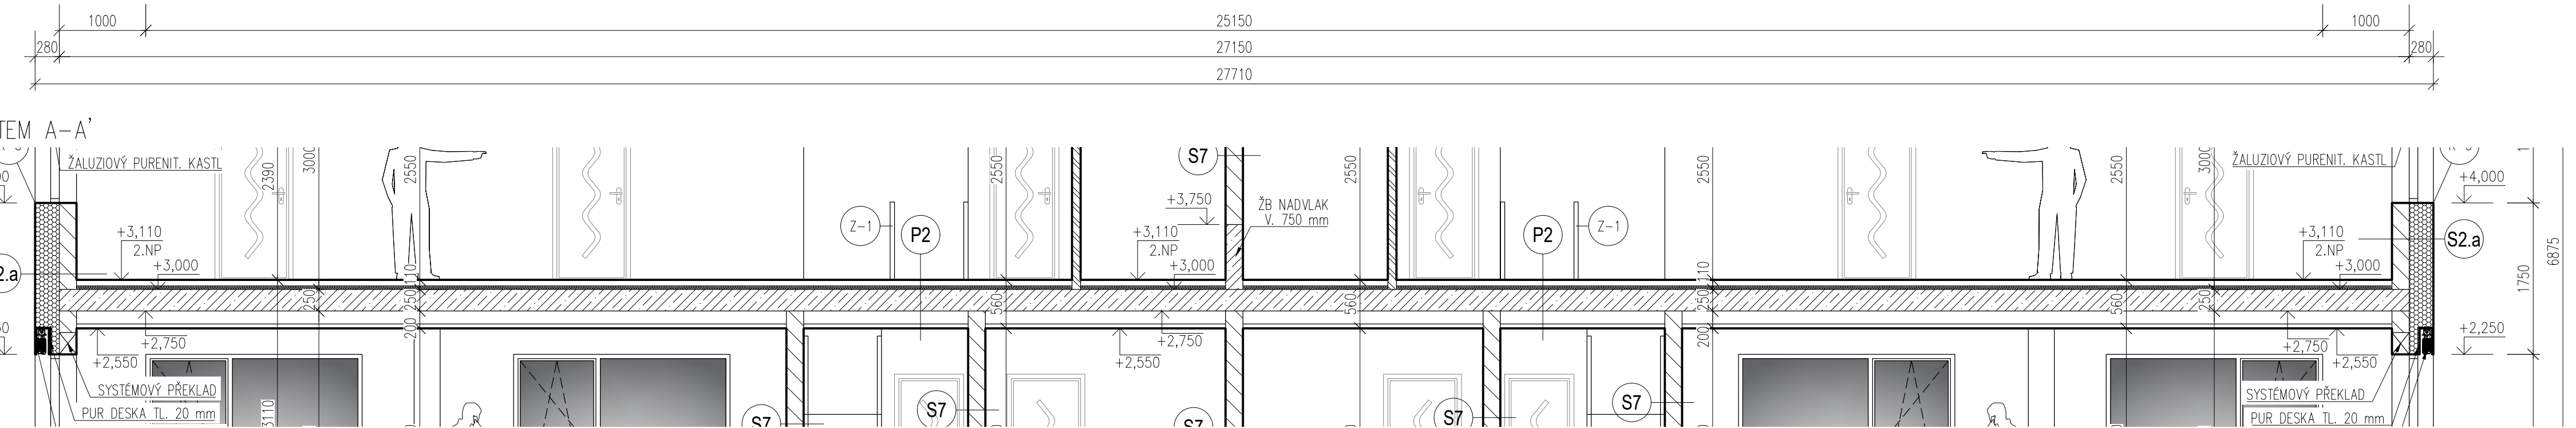 1000 25150 1000
280 27150 280
27710
TEM A-A'
ŽALUZIOVÝ PURENIT. KASTL
23990
3000
2550
2550
S7
2550
2550
2550
3000
ŽALUZIOVÝ PURENIT. KASTL
+4,000
+3,750
ŽB NADVLAK
V. 750 mm
Z-1
P2
P2
Z-1
+3,110
2.NP
+3,000
+3,110
2.NP
+3,000
+3,110
2.NP
+3,000
S2.a
2.a
6875
1750
110
250
250
200
560
560
110
250
200
560
250
+2,750
+2,550
+2,750
+2,550
+2,750
+2,550
+2,250
SYSTÉMOVÝ PŘEKLAD
PUR DESKA TL. 20 mm
3110
S7
S7
S7
S7
S7
SYSTÉMOVÝ PŘEKLAD
PUR DESKA TL. 20 mm